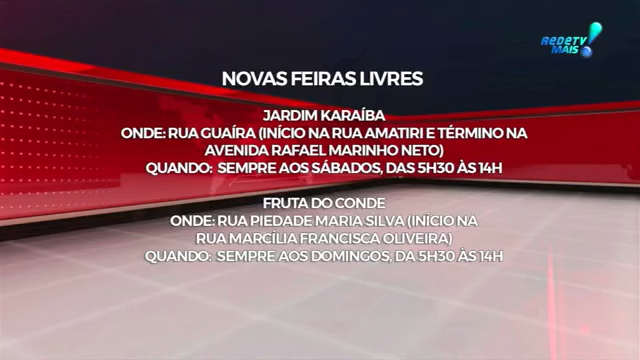 REDETV!
MAIS
NOVAS FEIRAS LIVRES
JARDIM KARAÍBA
ONDE: RUA GUAÍRA (INÍCIO NA RUA AMATIRI E TÉRMINO NA
AVENIDA RAFAEL MARINHO NETO)
QUANDO: SEMPRE AOS SÁBADOS, DAS 5H30 ÀS 14H
FRUTA DO CONDE
ONDE: RUA PIEDADE MARIA SILVA (INÍCIO NA
RUA MARCÍLIA FRANCISCA OLIVEIRA)
QUANDO: SEMPRE AOS DOMINGOS, DA 5H30 ÀS 14H